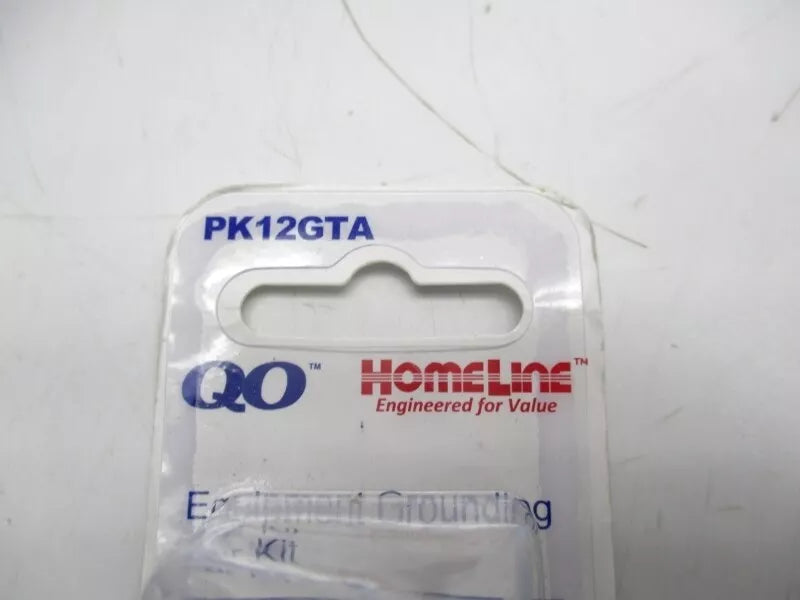 PK12GTA
QO™ HOMELINE™
Engineered for Value
Equipment Grounding
Kit